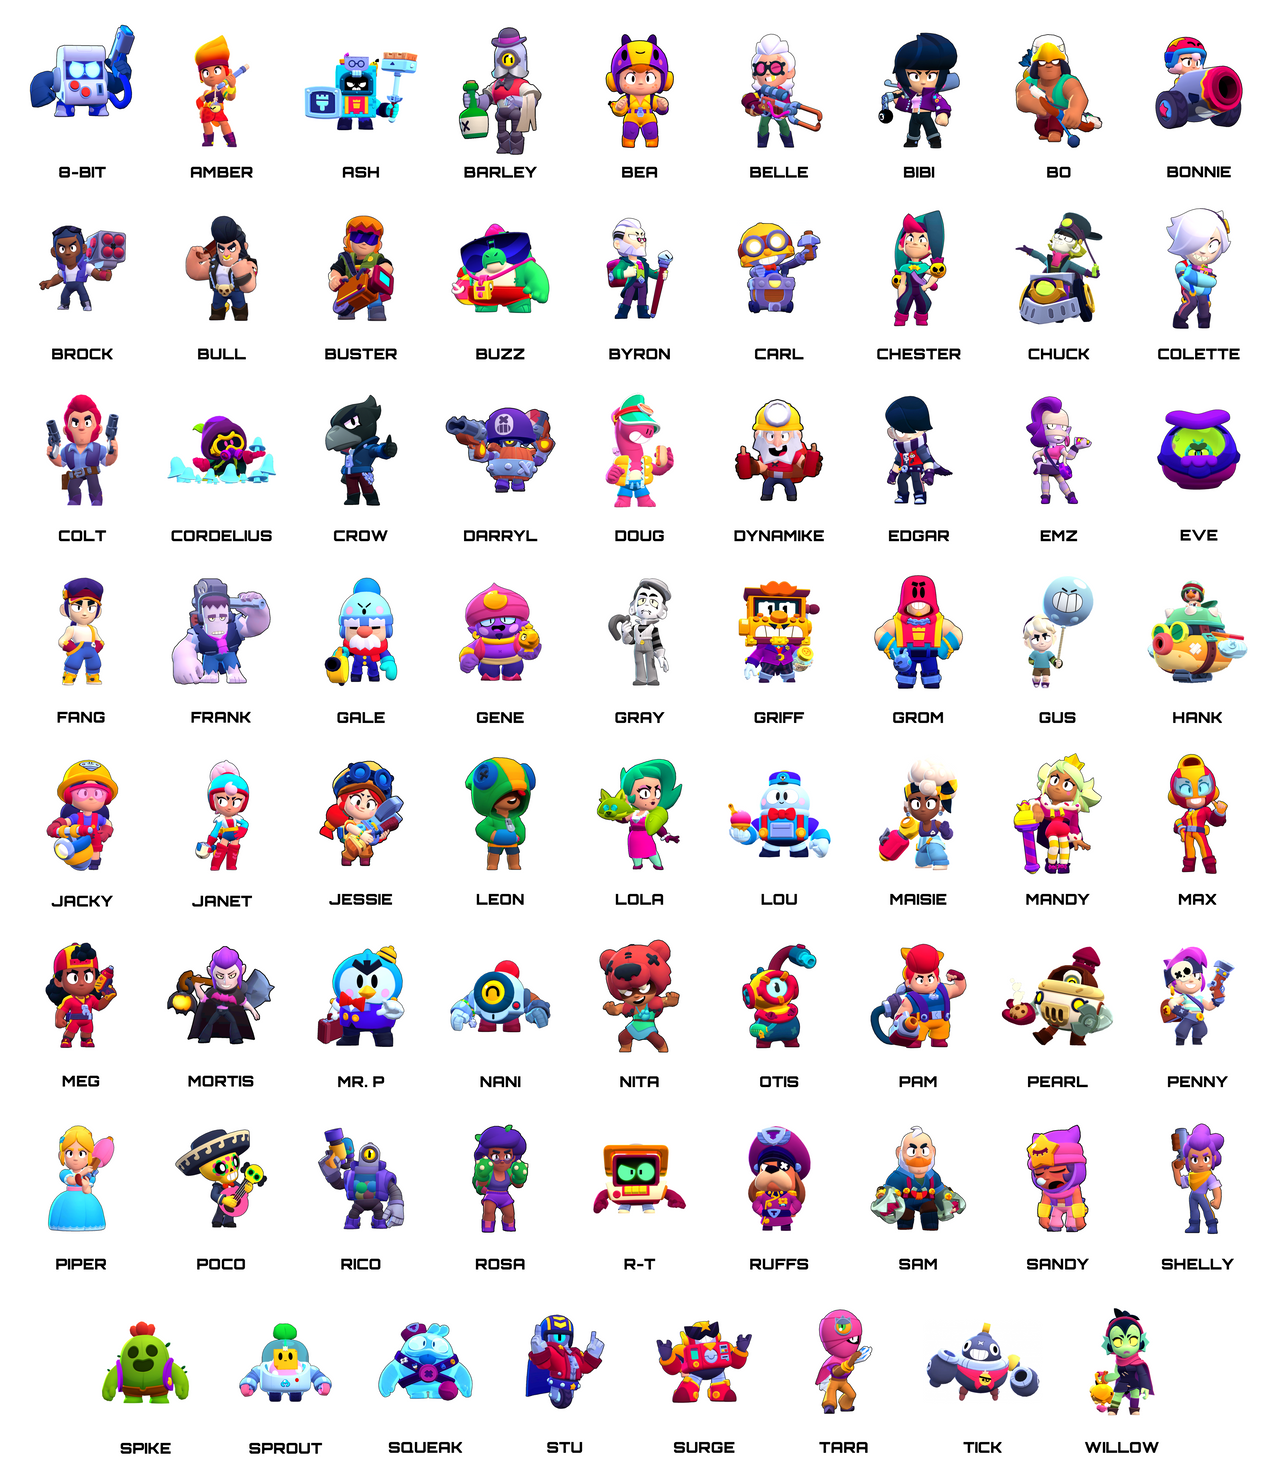 8-BIT AMBER ASH BARLEY BEA BELLE BIBI BO BONNIE
BROCK BULL BUSTER BUZZ BYRON CARL CHESTER CHUCK COLETTE
COLT CORDELIUS CROW DARRYL DOUG DYNAMIKE EDGAR EMZ EVE
FANG FRANK GALE GENE GRAY GRIFF GROM GUS HANK
JACKY JANET JESSIE LEON LOLA LOU MAISIE MANDY MAX
MEG MORTIS MR. P NANI NITA OTIS PAM PEARL PENNY
PIPER POCO RICO ROSA R-T RUFFS SAM SANDY SHELLY
SPIKE SPROUT SQUEAK STU SURGE TARA TICK WILLOW